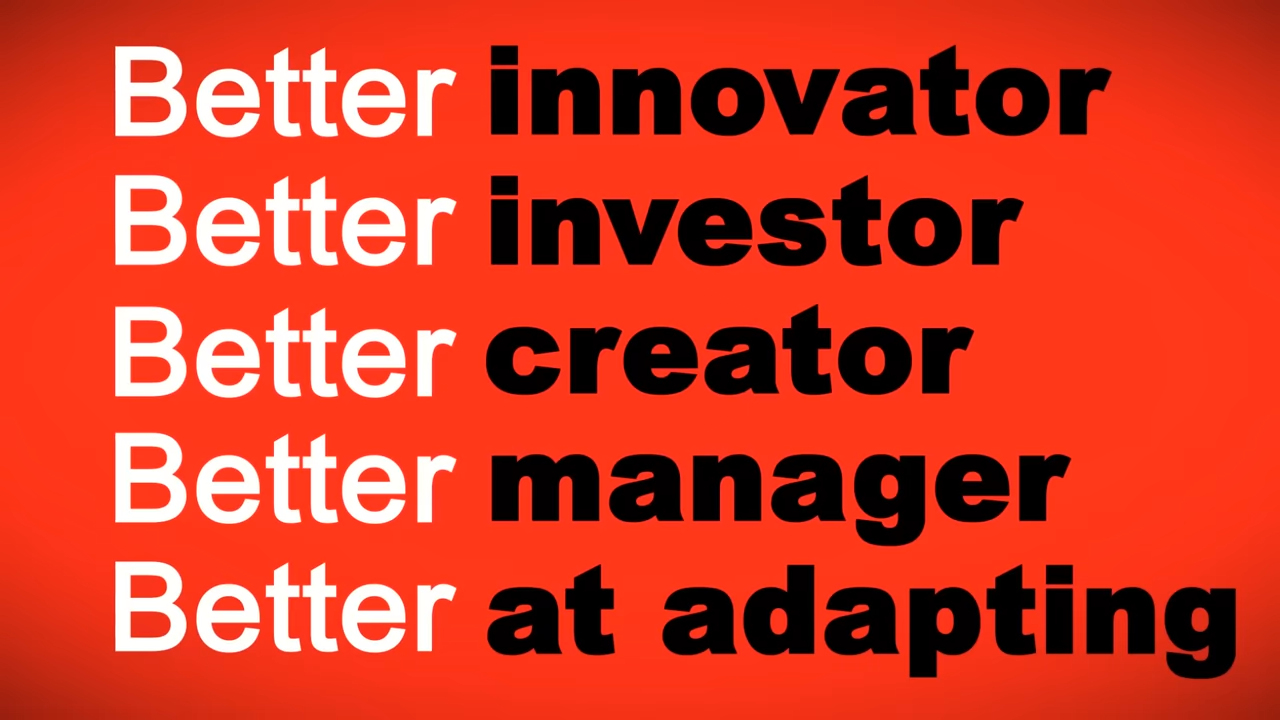 Better innovator
Better investor
Better creator
Better manager
Better at adapting